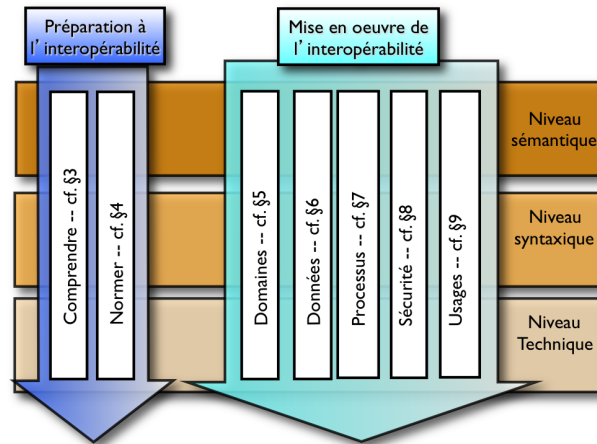 Préparation à
l’ interopérabilité
Mise en oeuvre de
l’ interopérabilité
Niveau
sémantique
Niveau
syntaxique
Niveau
Technique
Comprendre -- cf. §3
Normer -- cf. §4
Domaines -- cf. §5
Données -- cf. §6
Processus -- cf. §7
Sécurité -- cf. §8
Usages -- cf. §9